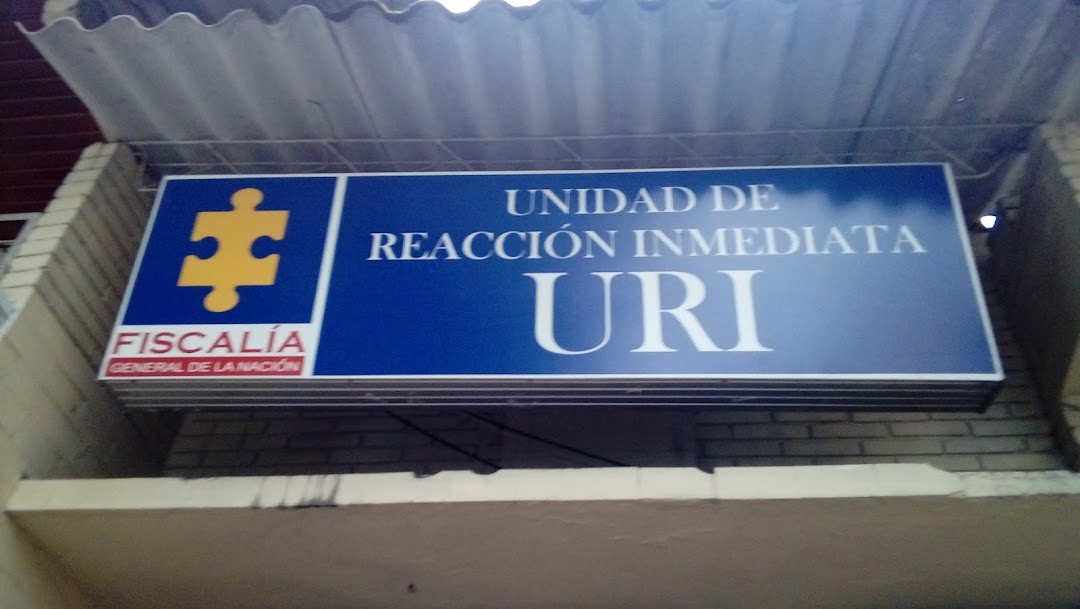 FISCALÍA
GENERAL DE LA NACIÓN
UNIDAD DE
REACCIÓN INMEDIATA
URI